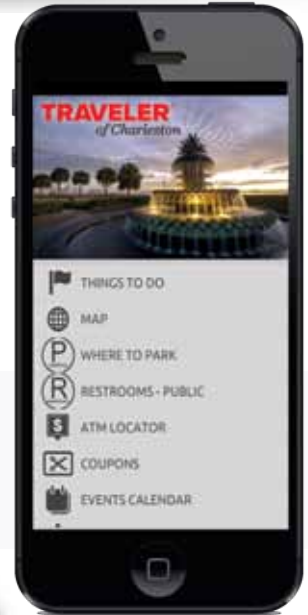 TRAVELER
of Charleston
THINGS TO DO
MAP
P WHERE TO PARK
R RESTROOMS - PUBLIC
$ ATM LOCATOR
COUPONS
EVENTS CALENDAR